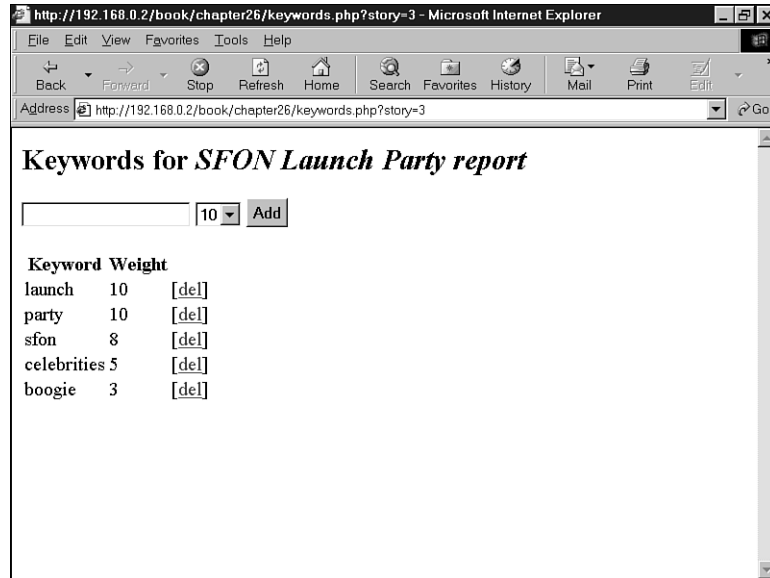 http://192.168.0.2/book/chapter26/keywords.php?story=3 - Microsoft Internet Explorer
File Edit View Favorites Tools Help
Back Forward Stop Refresh Home Search Favorites History Mail Print Edit
Address http://192.168.0.2/book/chapter26/keywords.php?story=3 Go
Keywords for SFON Launch Party report
10 Add
Keyword Weight
launch 10 [del]
party 10 [del]
sfon 8 [del]
celebrities 5 [del]
boogie 3 [del]